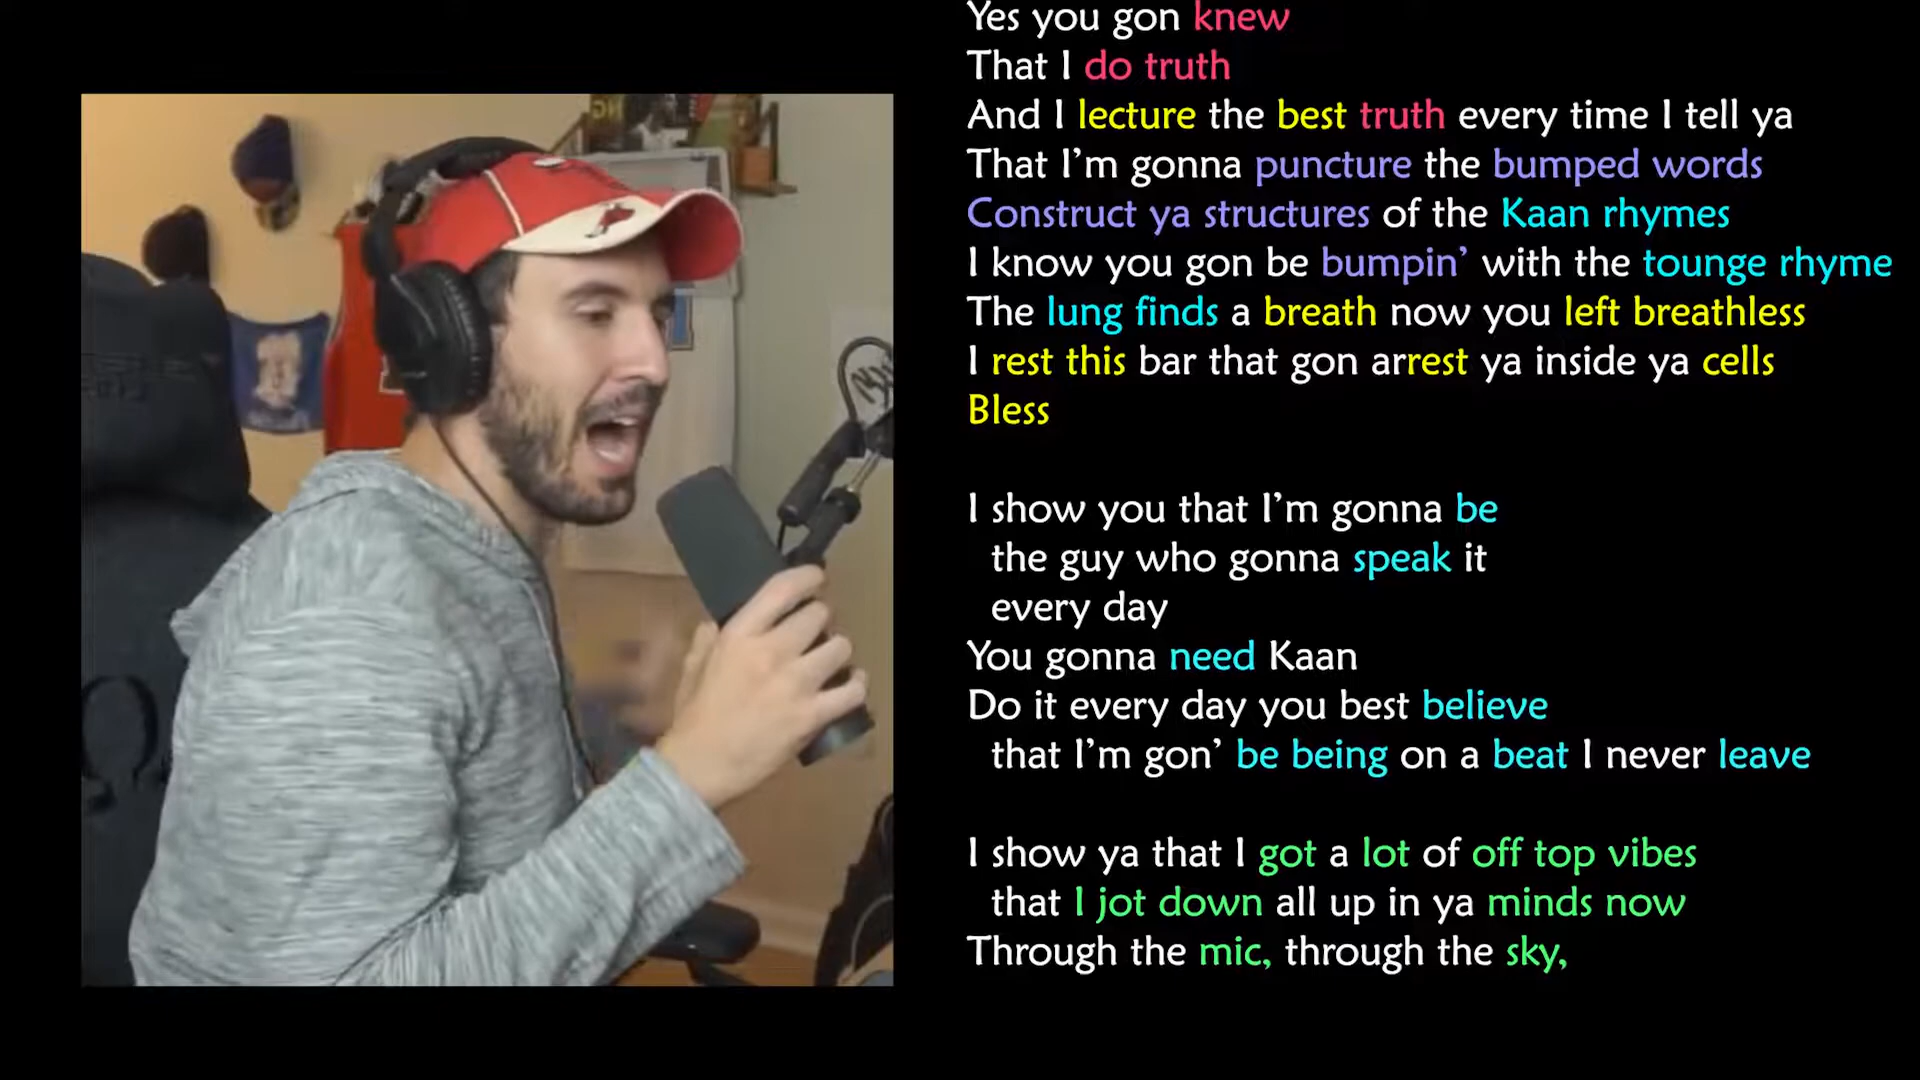 Yes you gon knew
That I do truth
And I lecture the best truth every time I tell ya
That I'm gonna puncture the bumped words
Construct ya structures of the Kaan rhymes
I know you gon be bumpin' with the tounge rhyme
The lung finds a breath now you left breathless
I rest this bar that gon arrest ya inside ya cells
Bless
I show you that I'm gonna be
the guy who gonna speak it
every day
You gonna need Kaan
Do it every day you best believe
that I'm gon' be being on a beat I never leave
I show ya that I got a lot of off top vibes
that I jot down all up in ya minds now
Through the mic, through the sky,